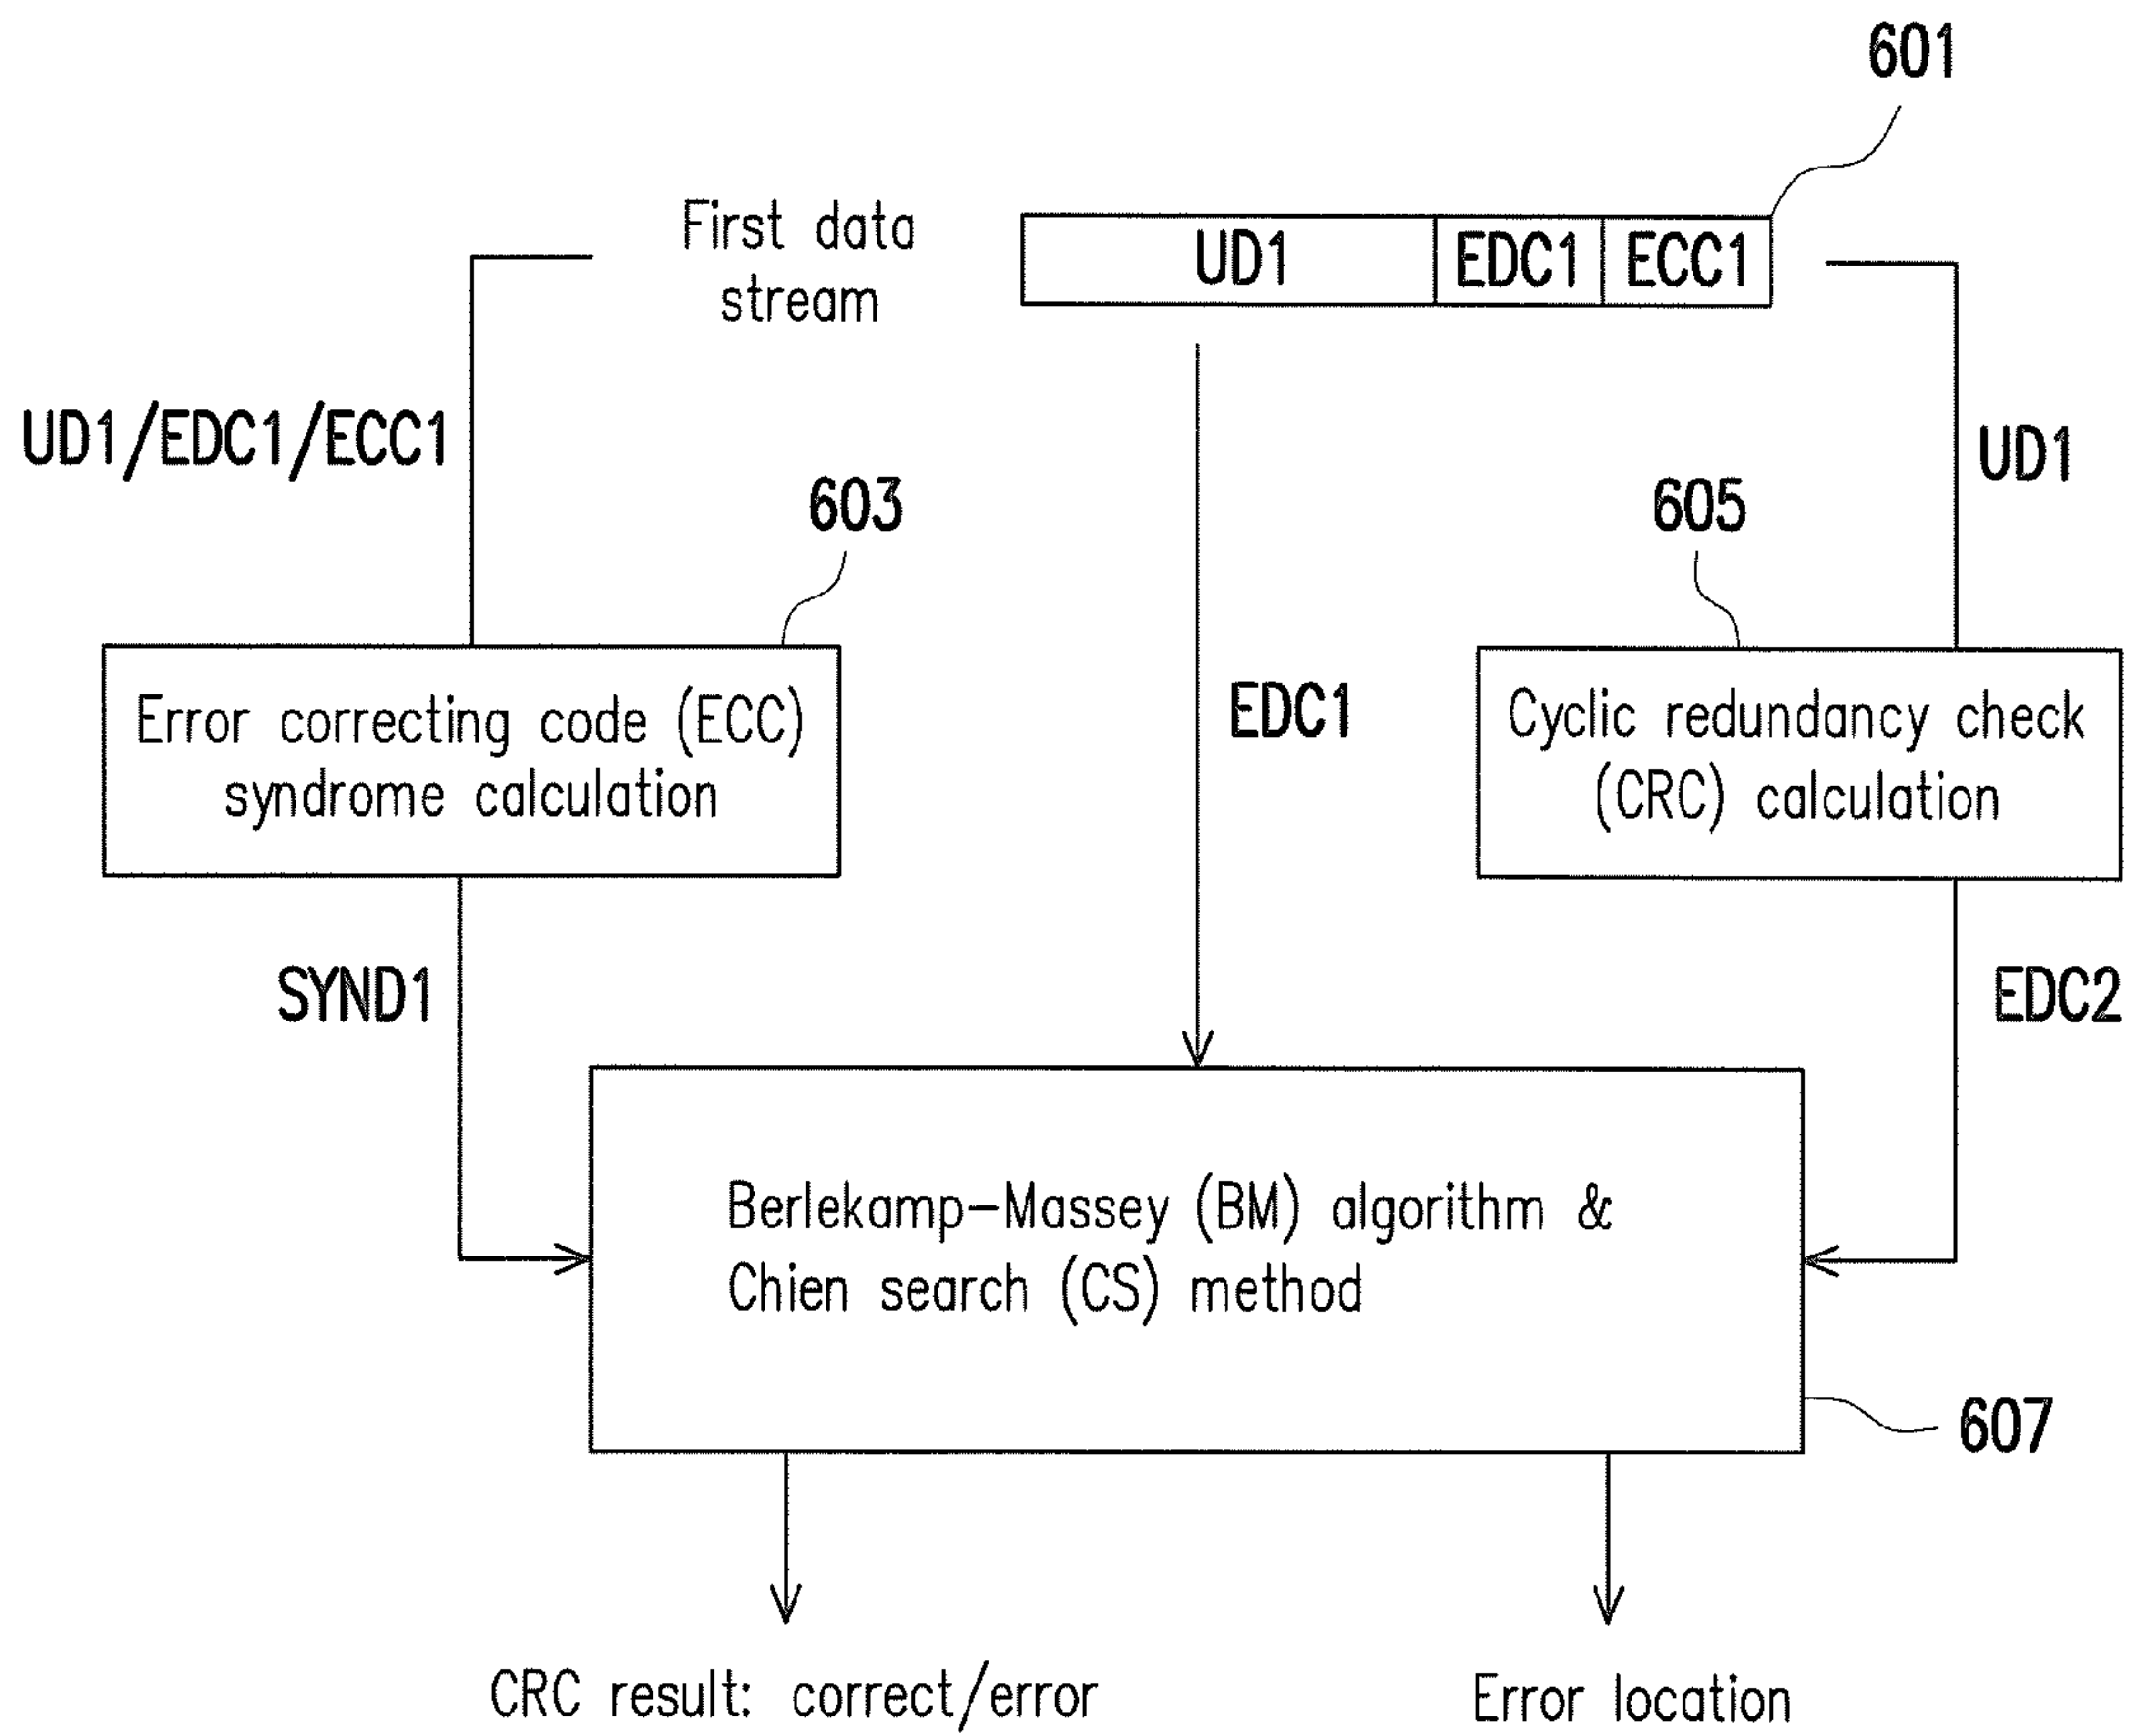 601
First data
stream
UD1 EDC1 ECC1
UD1/EDC1/ECC1
UD1
603
605
Error correcting code (ECC)
syndrome calculation
EDC1
Cyclic redundancy check
(CRC) calculation
SYND1
EDC2
Berlekamp-Massey (BM) algorithm &
Chien search (CS) method
607
CRC result: correct/error
Error location